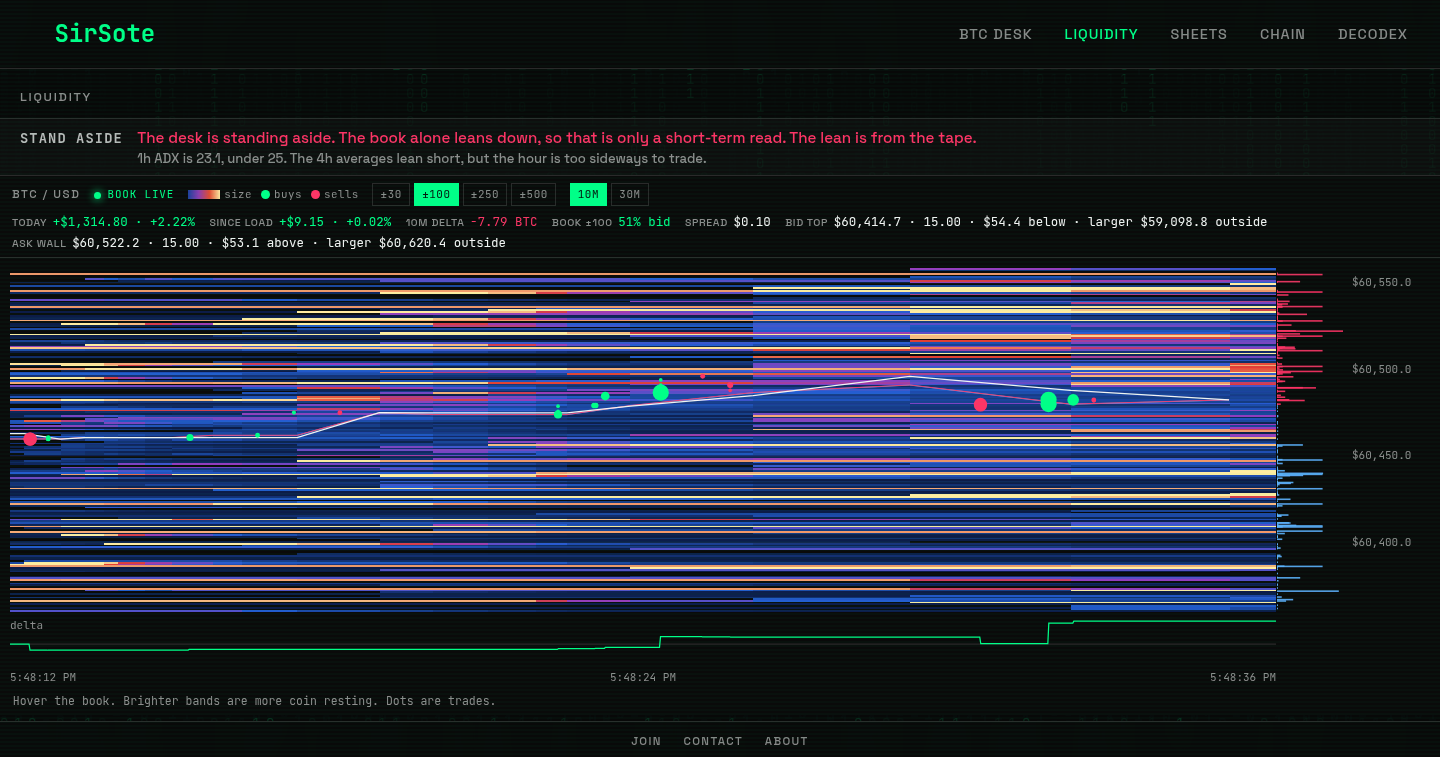 SirSote
BTC DESK LIQUIDITY SHEETS CHAIN DECODEX
LIQUIDITY
STAND ASIDE The desk is standing aside. The book alone leans down, so that is only a short-term read. The lean is from the tape.
1h ADX is 23.1, under 25. The 4h averages lean short, but the hour is too sideways to trade.
BTC / USD BOOK LIVE size buys sells ±30 ±100 ±250 ±500 10M 30M
TODAY +$1,314.80 · +2.22% SINCE LOAD +$9.15 · +0.02% 10M DELTA -7.79 BTC BOOK ±100 51% bid SPREAD $0.10 BID TOP $60,414.7 · 15.00 · $54.4 below · larger $59,098.8 outside
ASK WALL $60,522.2 · 15.00 · $53.1 above · larger $60,620.4 outside
$60,550.0
$60,500.0
$60,450.0
$60,400.0
delta
5:48:12 PM 5:48:24 PM 5:48:36 PM
Hover the book. Brighter bands are more coin resting. Dots are trades.
JOIN CONTACT ABOUT